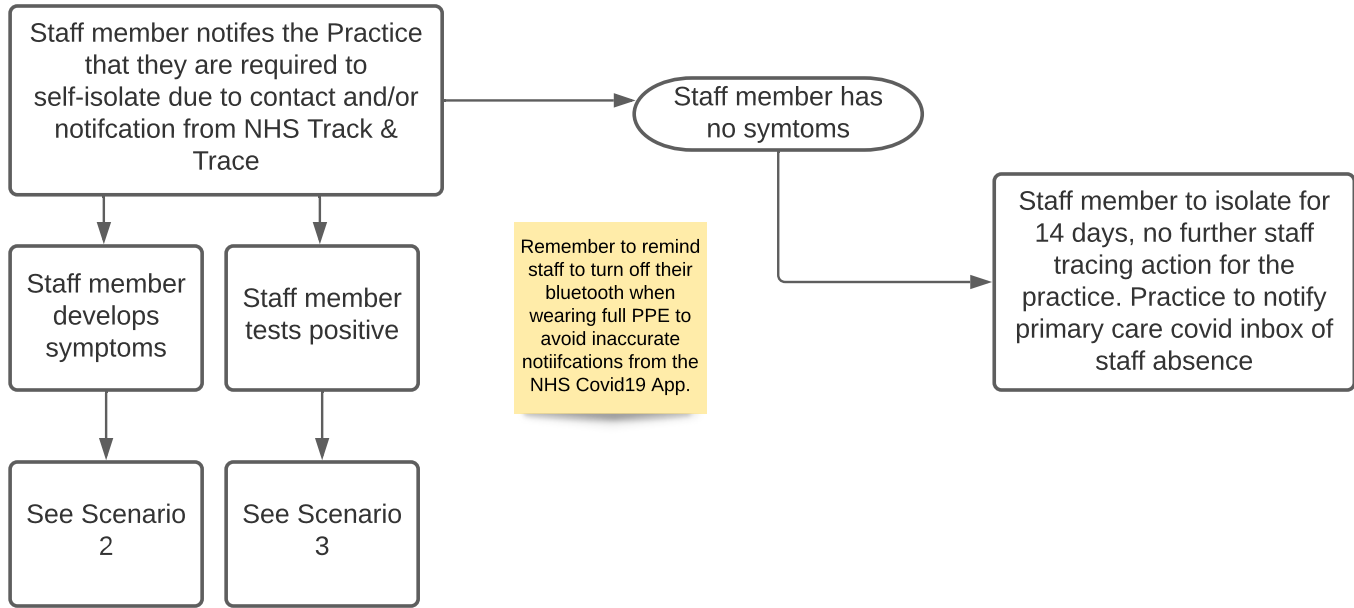 Staff member notifes the Practice
that they are required to
self-isolate due to contact and/or
notifcation from NHS Track &
Trace
Staff member has
no symtoms
Staff member to isolate for
14 days, no further staff
tracing action for the
practice. Practice to notify
primary care covid inbox of
staff absence
Remember to remind
staff to turn off their
bluetooth when
wearing full PPE to
avoid inaccurate
notiifcations from the
NHS Covid19 App.
Staff member
develops
symptoms
Staff member
tests positive
See Scenario
2
See Scenario
3